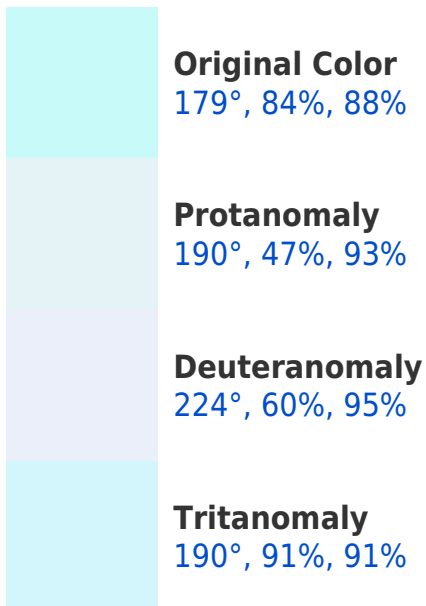 Original Color
179°, 84%, 88%
Protanomaly
190°, 47%, 93%
Deuteranomaly
224°, 60%, 95%
Tritanomaly
190°, 91%, 91%